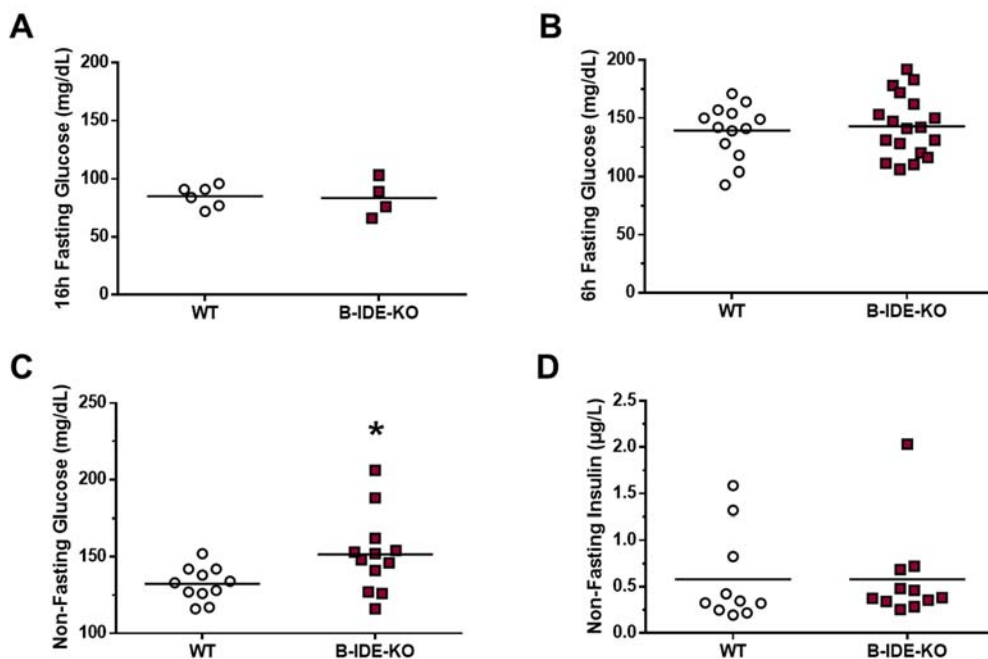 A
16h Fasting Glucose (mg/dL)
200
150
100
50
0
WT
B-IDE-KO
B
6h Fasting Glucose (mg/dL)
200
150
100
50
0
WT
B-IDE-KO
C
Non-Fasting Glucose (mg/dL)
250
200
150
100
*
WT
B-IDE-KO
D
Non-Fasting Insulin (µg/L)
2.5
2.0
1.5
1.0
0.5
0.0
WT
B-IDE-KO